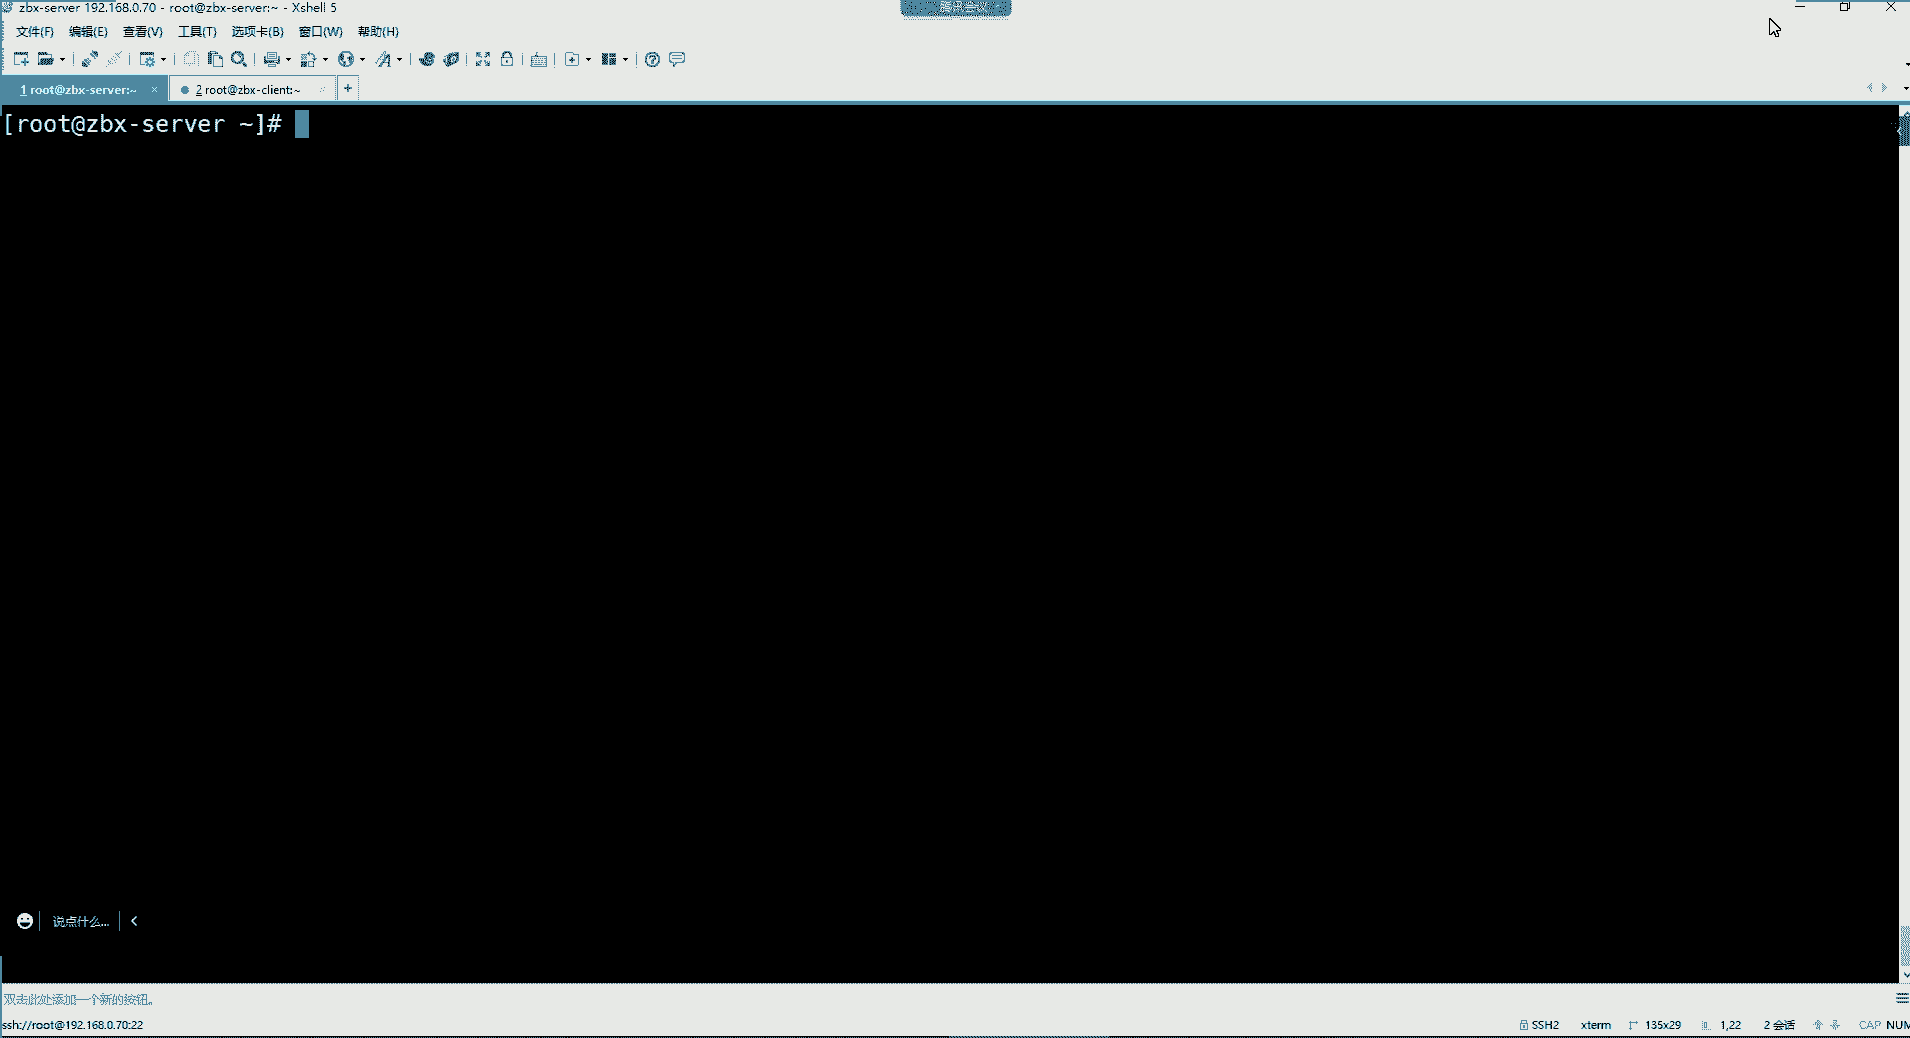 zbx-server 192.168.0.70 - root@zbx-server:~ - Xshell 5
腾讯会议
文件(F) 编辑(E) 查看(V) 工具(T) 选项卡(B) 窗口(W) 帮助(H)
1 root@zbx-server:~ × 2 root@zbx-client:~ +
[root@zbx-server ~]#
说点什么...
双击此处添加一个新的按钮。
ssh://root@192.168.0.70:22 SSH2 xterm 135x29 1,22 2 会话 CAP NUM